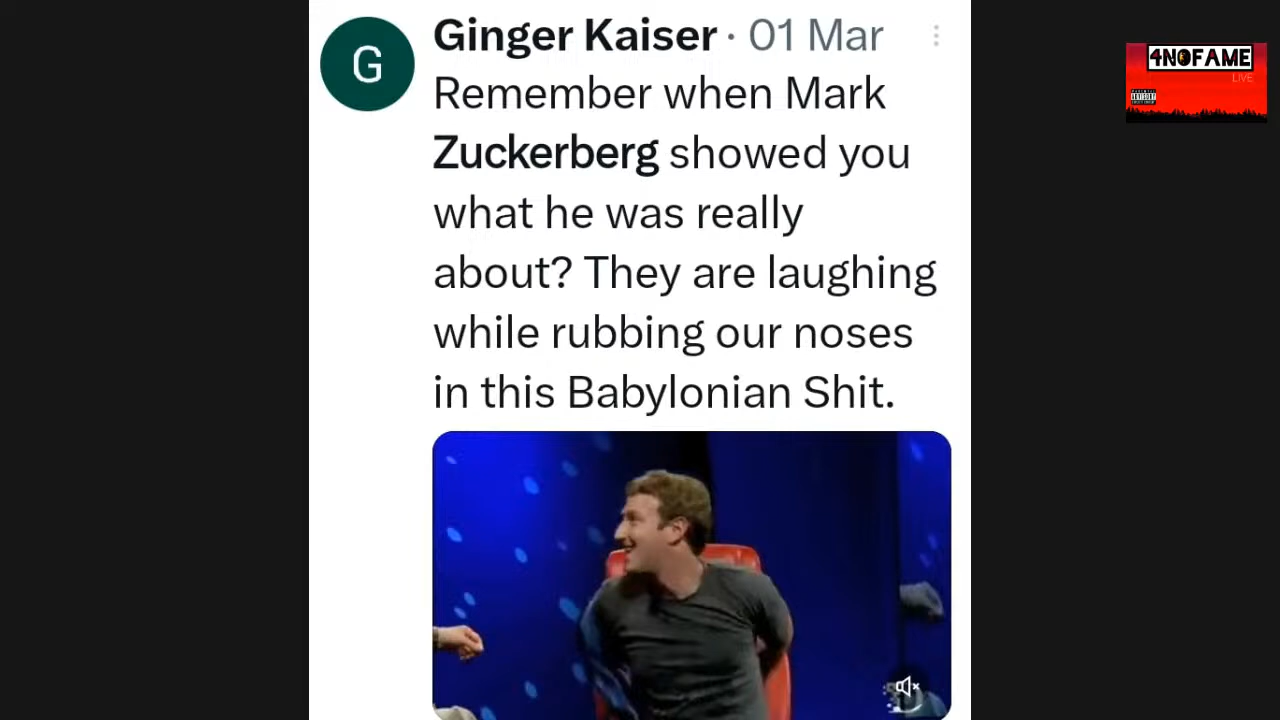 G
Ginger Kaiser · 01 Mar
Remember when Mark
Zuckerberg showed you
what he was really
about? They are laughing
while rubbing our noses
in this Babylonian Shit.
4NOFAME
LIVE